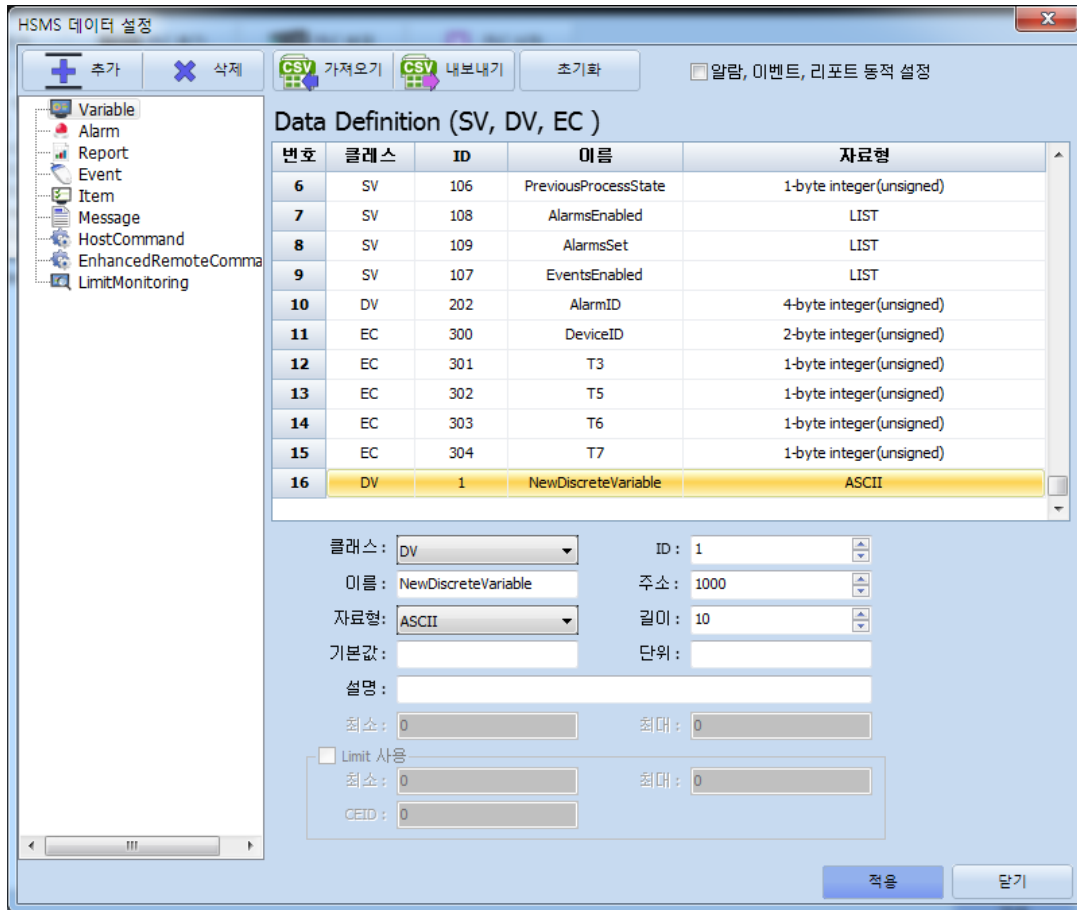 HSMS 데이터 설정
추가 삭제 CSV 가져오기 CSV 내보내기 초기화 알람, 이벤트, 리포트 동적 설정
Variable
Alarm
Report
Event
Item
Message
HostCommand
EnhancedRemoteComma
LimitMonitoring
Data Definition (SV, DV, EC )
번호 클레스 ID 이름 자료형
6 SV 106 PreviousProcessState 1-byte integer(unsigned)
7 SV 108 AlarmsEnabled LIST
8 SV 109 AlarmsSet LIST
9 SV 107 EventsEnabled LIST
10 DV 202 AlarmID 4-byte integer(unsigned)
11 EC 300 DeviceID 2-byte integer(unsigned)
12 EC 301 T3 1-byte integer(unsigned)
13 EC 302 T5 1-byte integer(unsigned)
14 EC 303 T6 1-byte integer(unsigned)
15 EC 304 T7 1-byte integer(unsigned)
16 DV 1 NewDiscreteVariable ASCII
클래스 : DV ID : 1
이름 : NewDiscreteVariable 주소 : 1000
자료형: ASCII 길이 : 10
기본값 : 단위 :
설명 :
최소 : 0 최대 : 0
Limit 사용
최소 : 0 최대 : 0
CEID : 0
적용 닫기